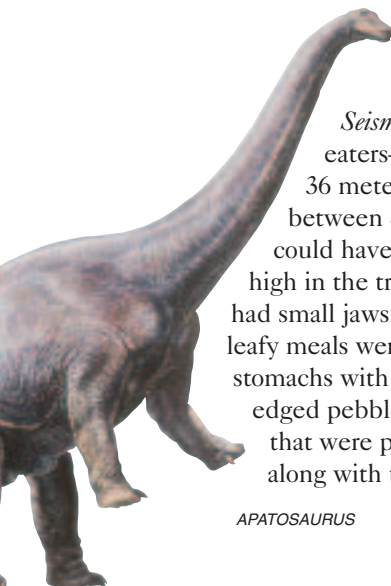 Seism
eaters-
36 mete
between
could have
high in the tr
had small jaws
leafy meals wer
stomachs with
edged pebbl
that were p
along with
APATOSAURUS